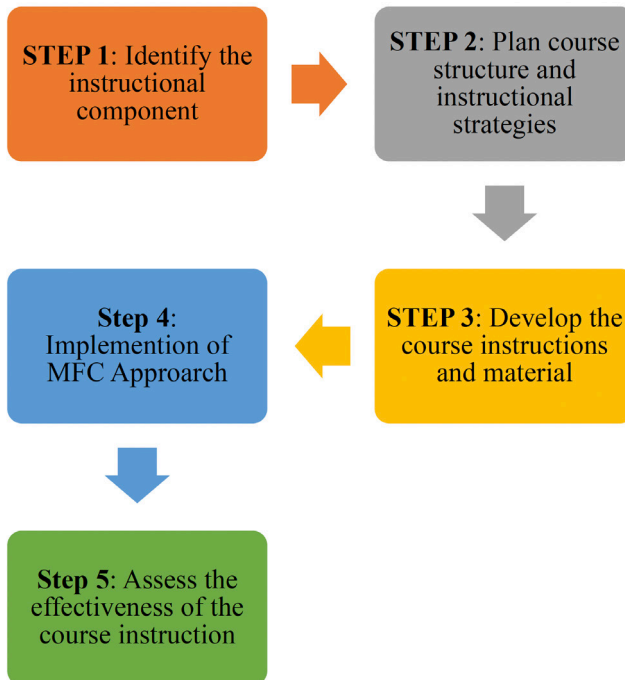 STEP 1: Identify the
instructional
component
STEP 2: Plan course
structure and
instructional
strategies
STEP 3: Develop the
course instructions
and material
Step 4:
Implemention of
MFC Approarch
Step 5: Assess the
effectiveness of the
course instruction